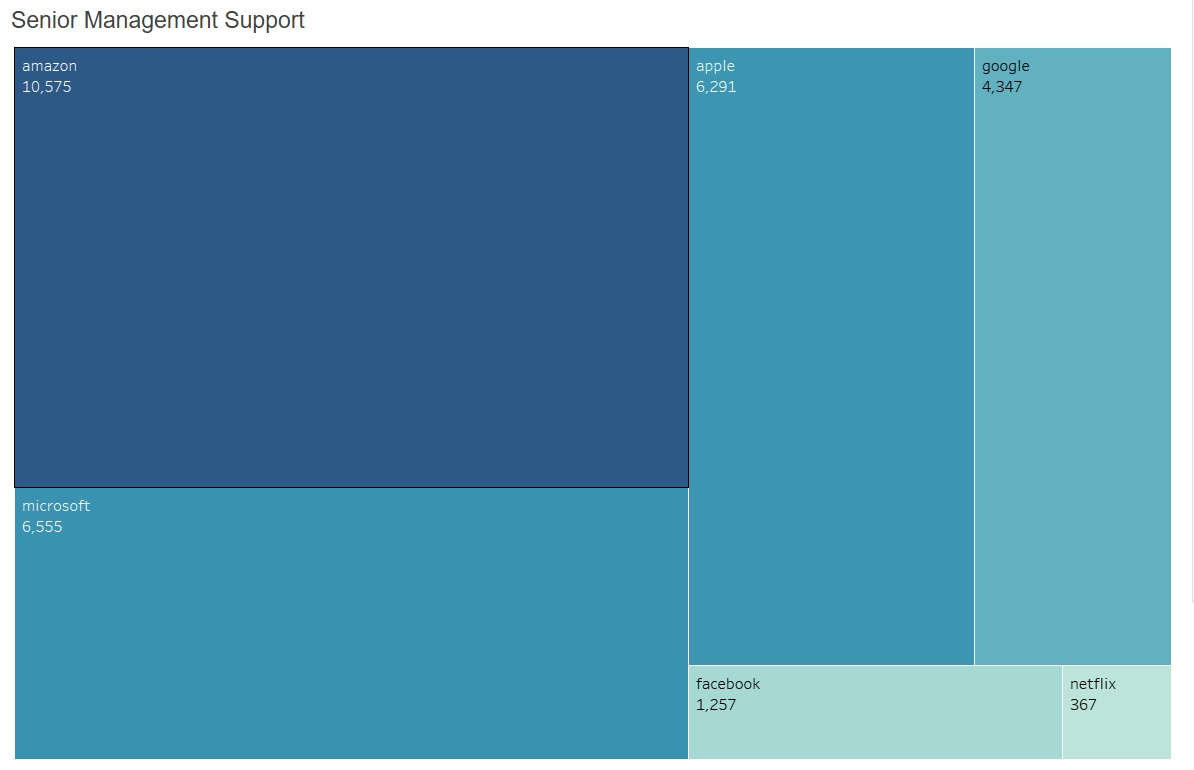 Senior Management Support
amazon
10,575
apple
6,291
google
4,347
microsoft
6,555
facebook
1,257
netflix
367